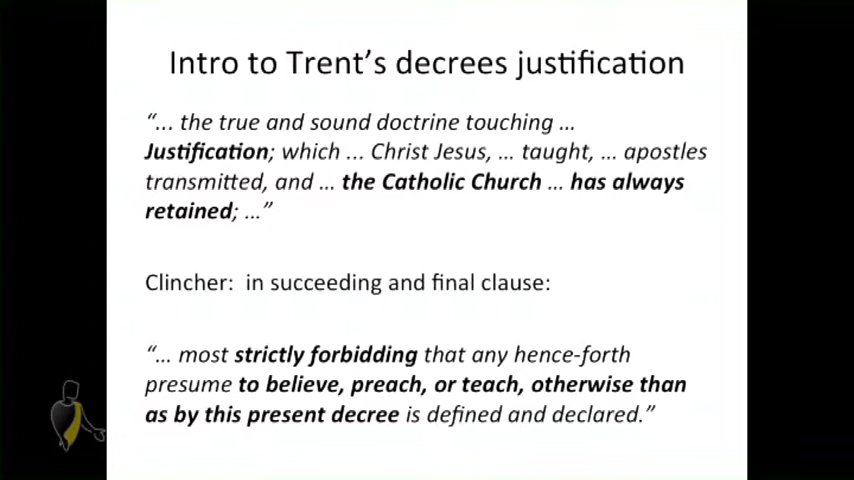 Intro to Trent's decrees justification
"... the true and sound doctrine touching ...
Justification; which ... Christ Jesus, ... taught, ... apostles
transmitted, and ... the Catholic Church ... has always
retained; ..."
Clincher: in succeeding and final clause:
"... most strictly forbidding that any hence-forth
presume to believe, preach, or teach, otherwise than
as by this present decree is defined and declared."